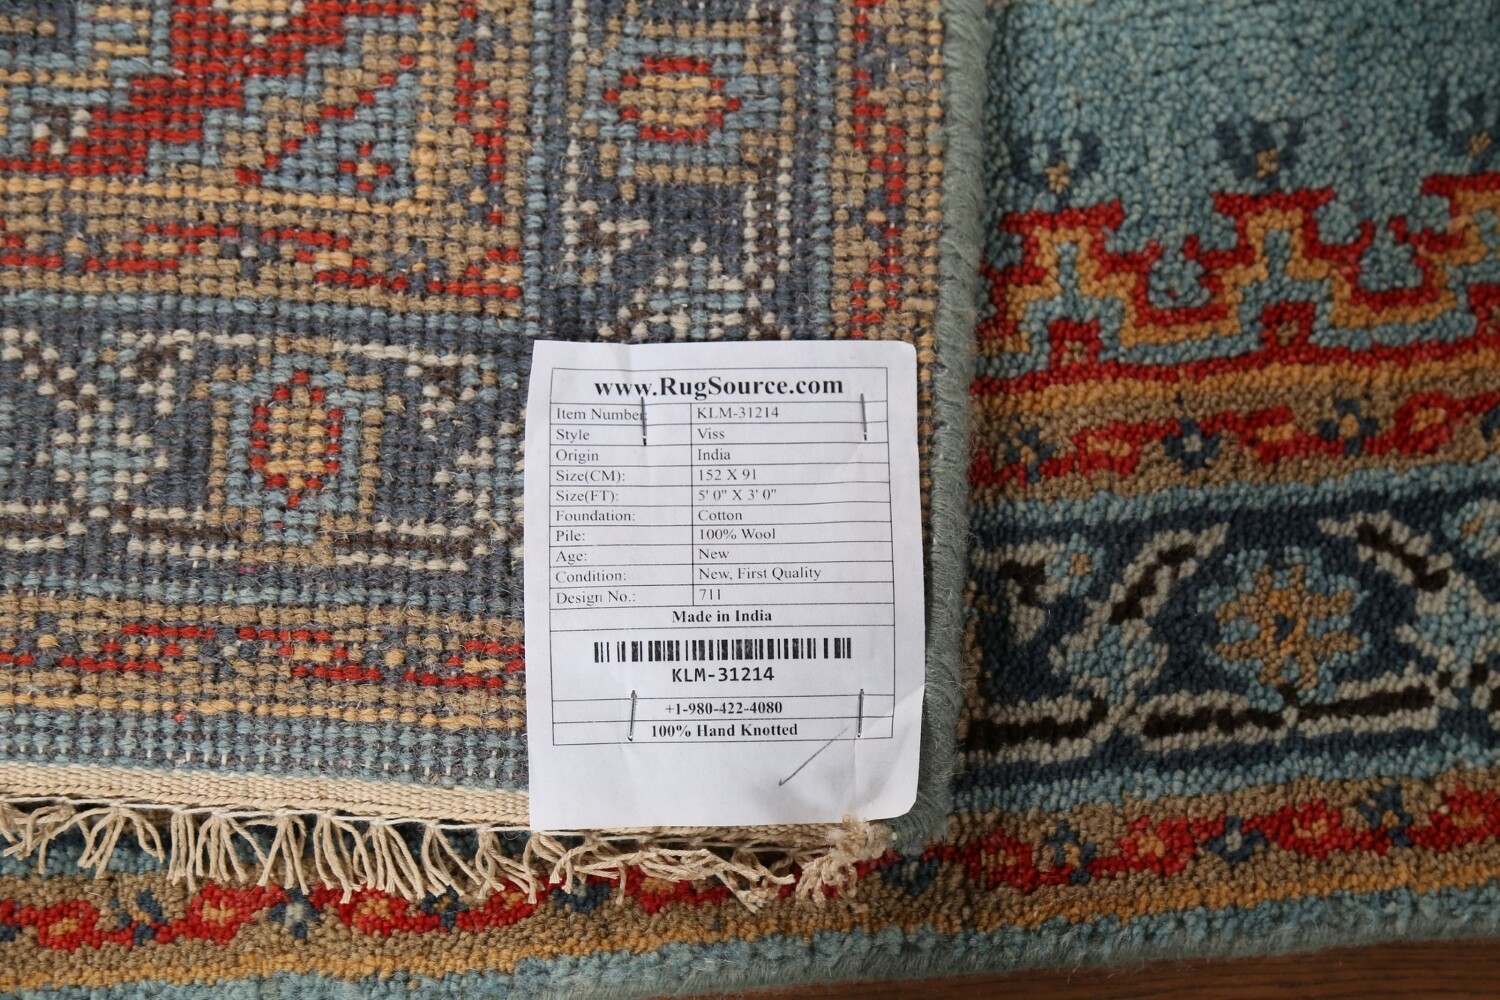 www.RugSource.com
Item Number KLM-31214
Style Viss
Origin India
Size(CM): 152 X 91
Size(FT): 5' 0" X 3' 0"
Foundation: Cotton
Pile: 100% Wool
Age: New
Condition: New, First Quality
Design No.: 711
Made in India
KLM-31214
+1-980-422-4080
100% Hand Knotted